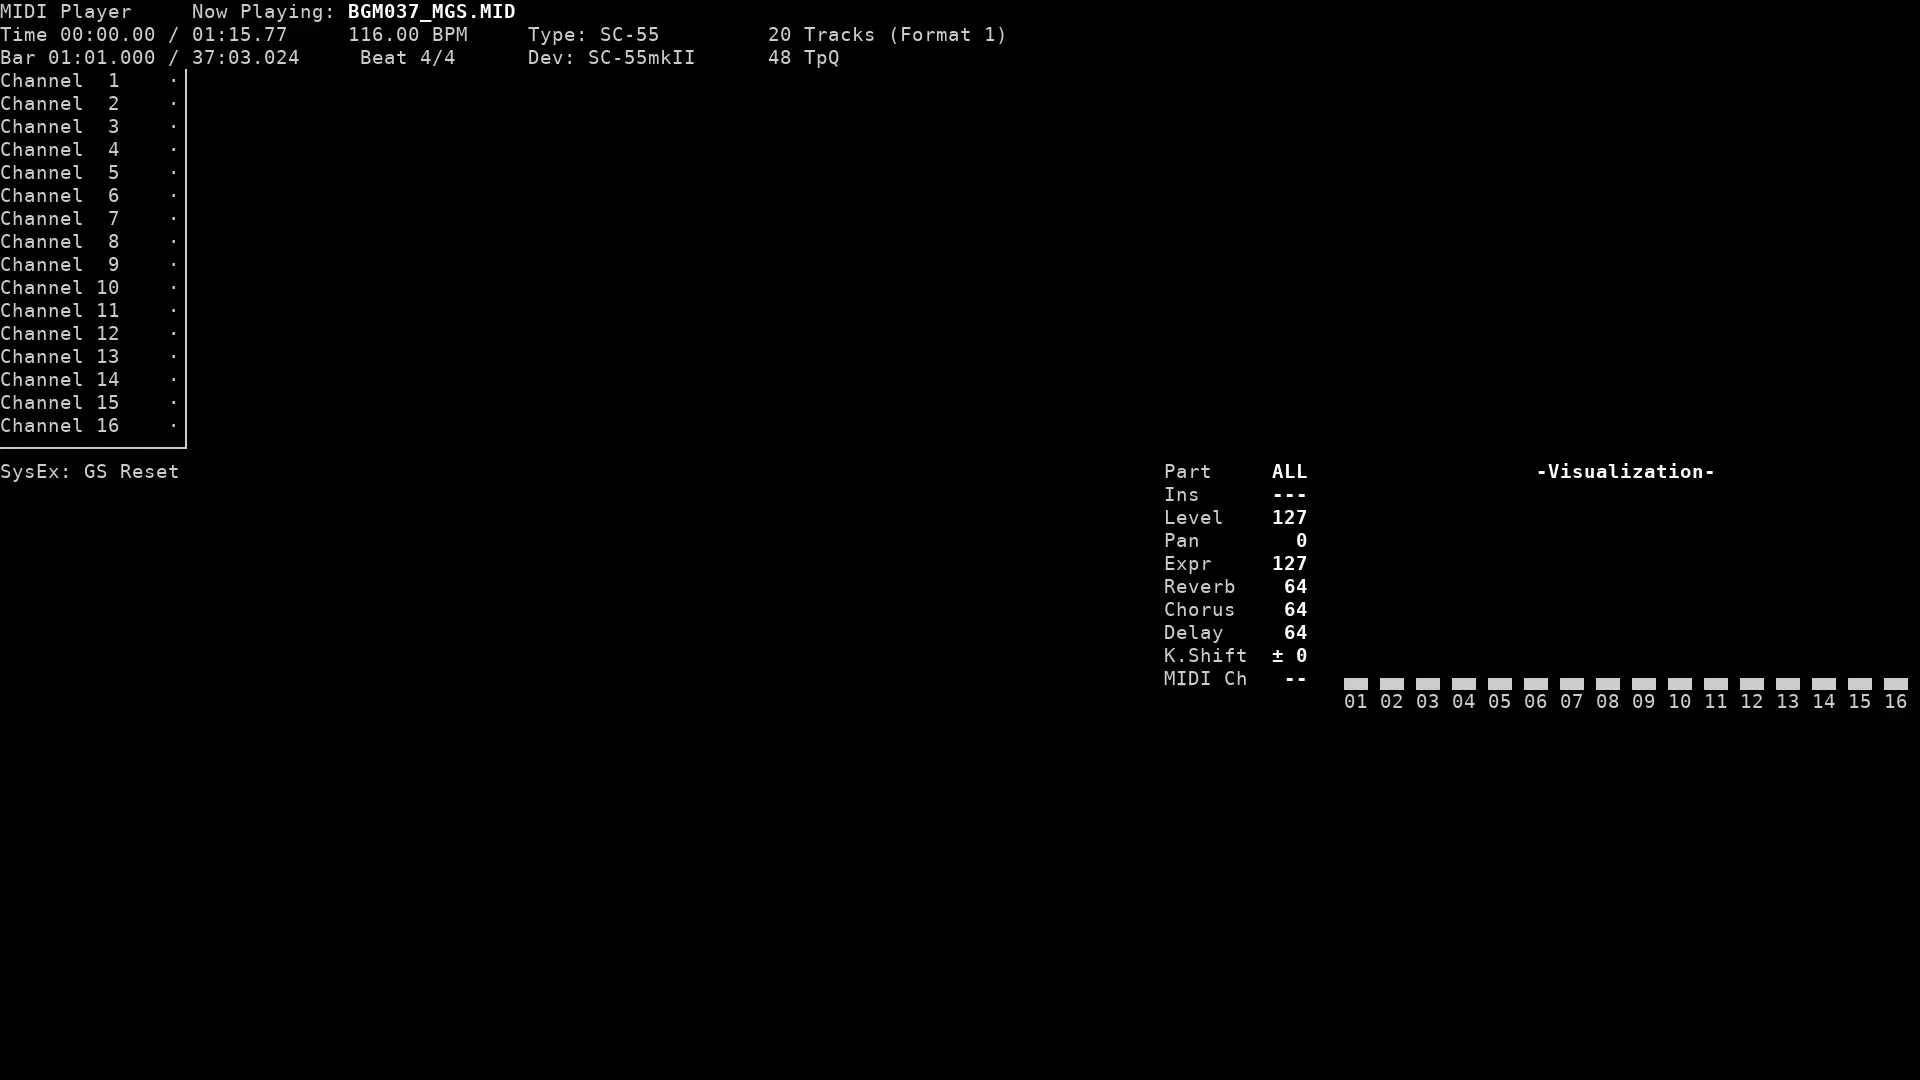 MIDI Player     Now Playing: BGM037_MGS.MID
Time 00:00.00 / 01:15.77     116.00 BPM     Type: SC-55         20 Tracks (Format 1)
Bar 01:01.000 / 37:03.024     Beat 4/4      Dev: SC-55mkII      48 TpQ
Channel  1    ·
Channel  2    ·
Channel  3    ·
Channel  4    ·
Channel  5    ·
Channel  6    ·
Channel  7    ·
Channel  8    ·
Channel  9    ·
Channel 10    ·
Channel 11    ·
Channel 12    ·
Channel 13    ·
Channel 14    ·
Channel 15    ·
Channel 16    ·
SysEx: GS Reset
Part     ALL
Ins      ---
Level    127
Pan        0
Expr     127
Reverb    64
Chorus    64
Delay     64
K.Shift  ± 0
MIDI Ch   --
-Visualization-
01 02 03 04 05 06 07 08 09 10 11 12 13 14 15 16